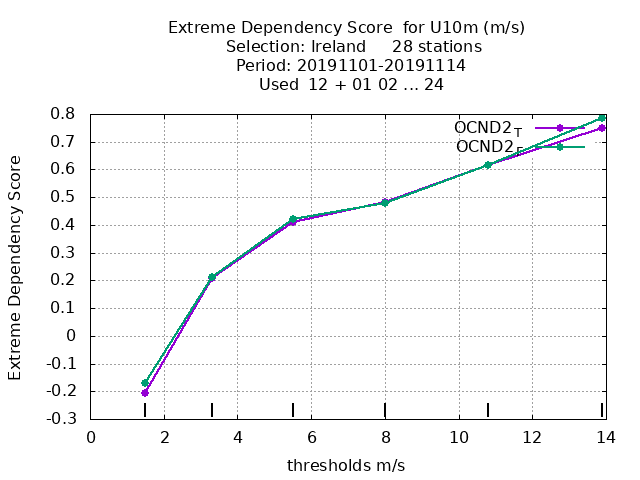 Extreme Dependency Score for U10m (m/s)
Selection: Ireland 28 stations
Period: 20191101-20191114
Used 12 + 01 02 ... 24
OCND2_T
OCND2
Extreme Dependency Score
0.8
0.7
0.6
0.5
0.4
0.3
0.2
0.1
0
-0.1
-0.2
-0.3
0 2 4 6 8 10 12 14
thresholds m/s